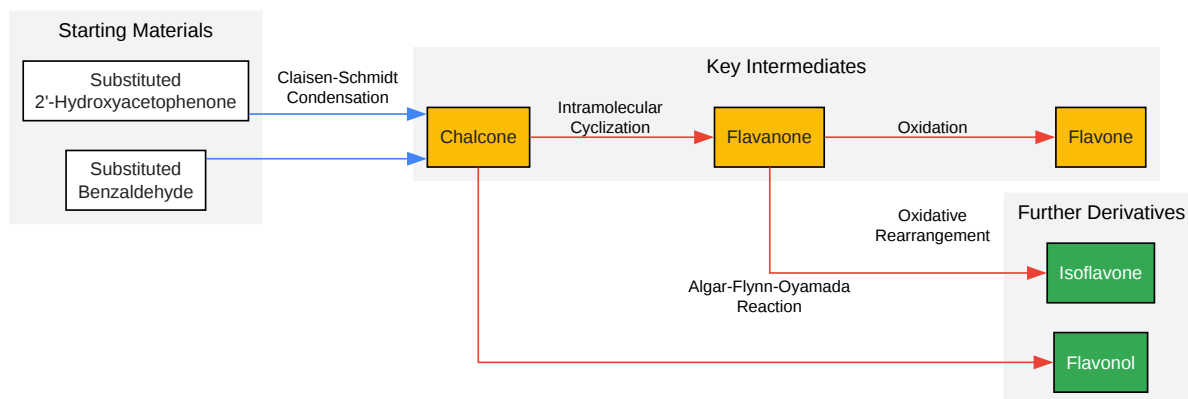 Starting Materials
Substituted
2'-Hydroxyacetophenone
Substituted
Benzaldehyde
Claisen-Schmidt
Condensation
Key Intermediates
Chalcone
Intramolecular
Cyclization
Flavanone
Oxidation
Flavone
Further Derivatives
Oxidative
Rearrangement
Isoflavone
Algar-Flynn-Oyamada
Reaction
Flavonol